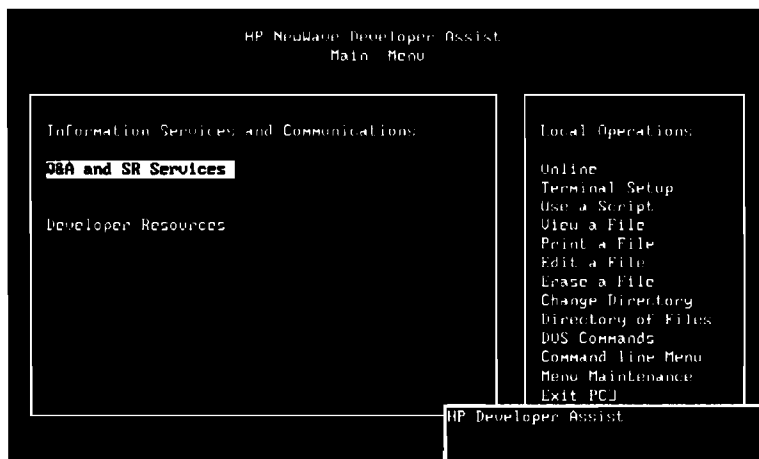 HP NewWave Developer Assist
Main Menu
Information Services and Communications
Q&A and SR Services
Developer Resources
Local Operations
Online
Terminal Setup
Use a Script
View a File
Print a File
Edit a File
Erase a File
Change Directory
Directory of Files
DOS Commands
Command line Menu
Menu Maintenance
Exit PCU
HP Developer Assist